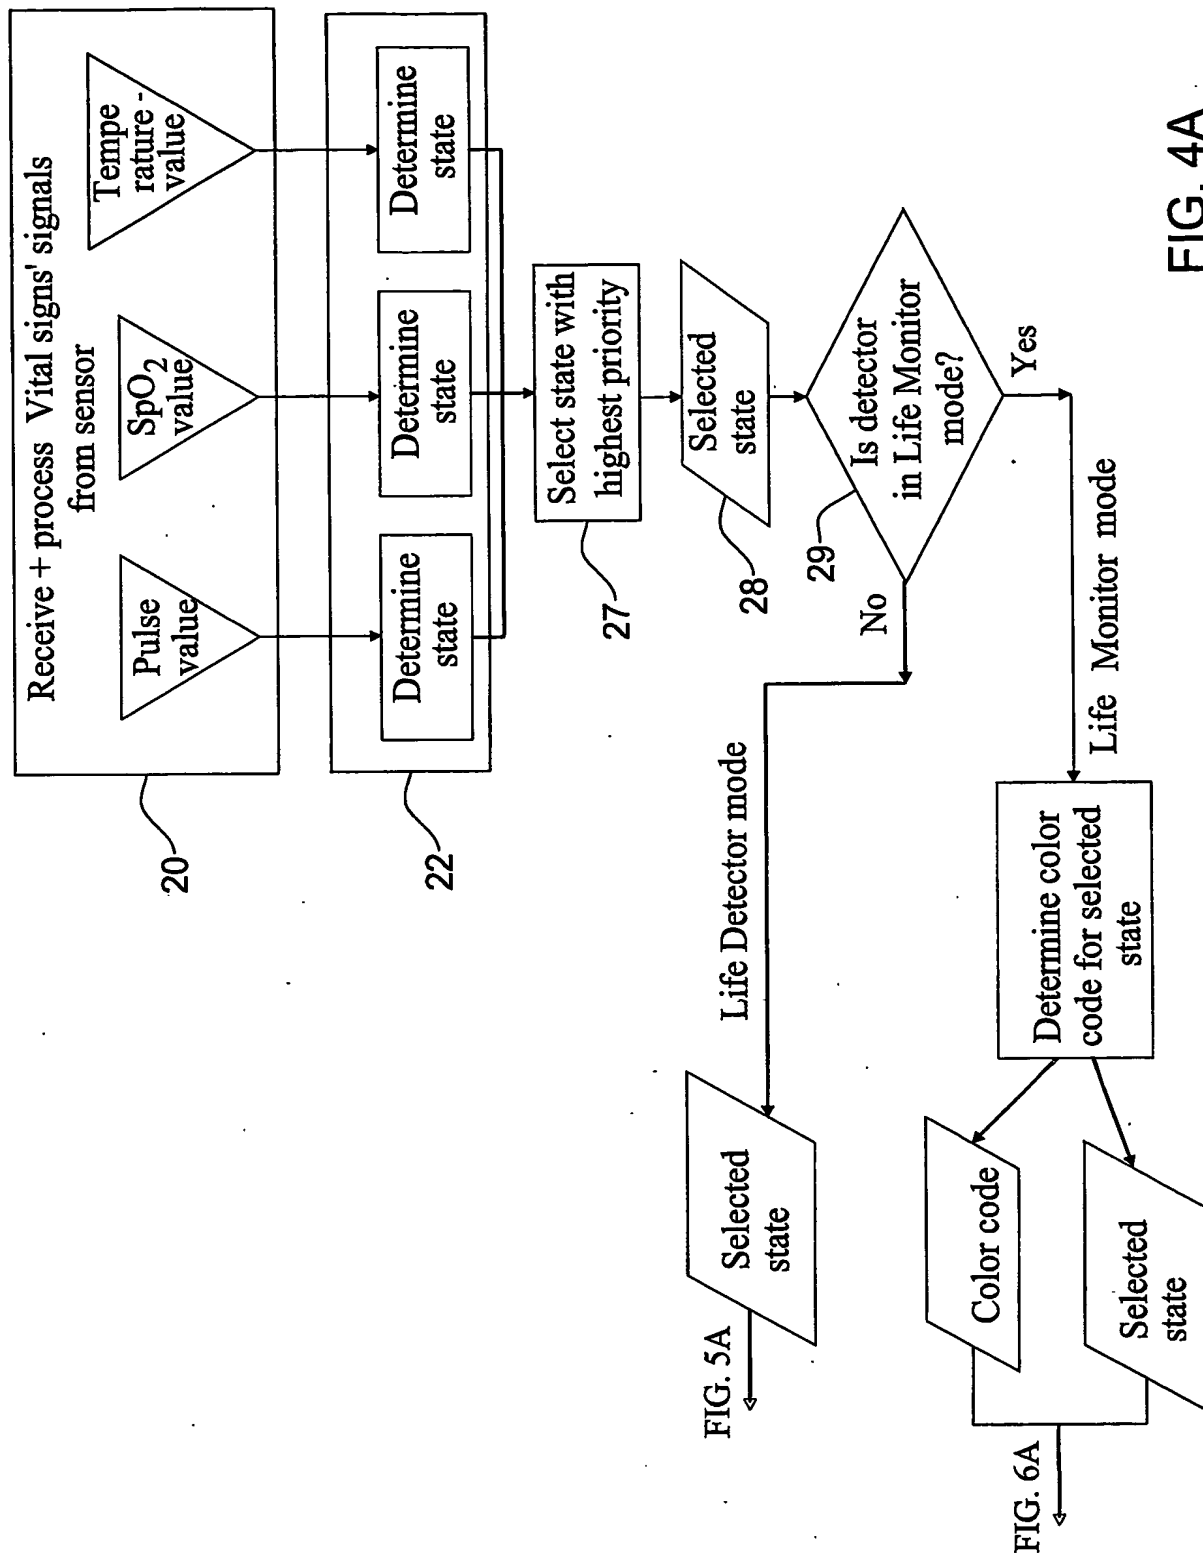 Receive + process Vital signs' signals
from sensor
Pulse
value
SpO2
value
Tempe
rature -
value
20
Determine
state
Determine
state
Determine
state
22
Select state with
highest priority
27
Selected
state
28
Is detector
in Life Monitor
mode?
29
No
Yes
Life Detector mode
Life Monitor mode
Selected
state
FIG. 5A
Determine color
code for selected
state
Color code
Selected
state
FIG. 6A
FIG. 4A